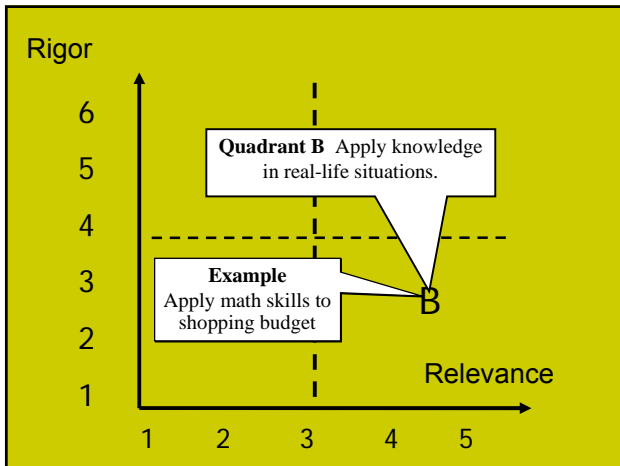 Rigor
6
Quadrant B Apply knowledge
in real-life situations.
5
4
3
Example
Apply math skills to
shopping budget
B
2
Relevance
1
1 2 3 4 5